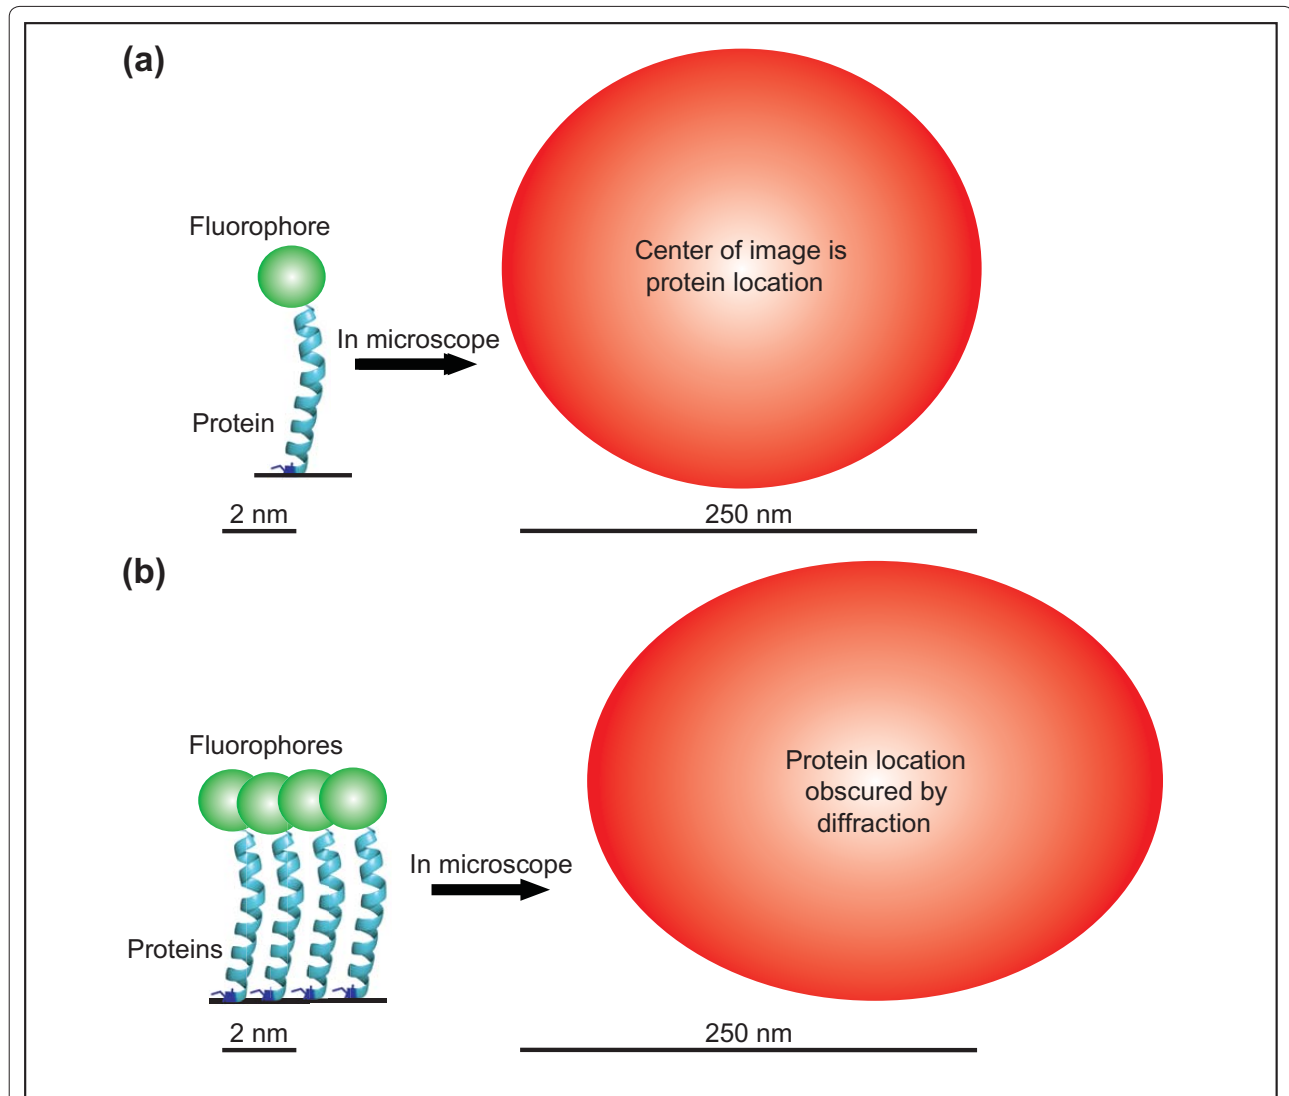 (a)
Fluorophore
Center of image is
protein location
In microscope
Protein
2 nm
250 nm
(b)
Fluorophores
Protein location
obscured by
diffraction
In microscope
Proteins
2 nm
250 nm